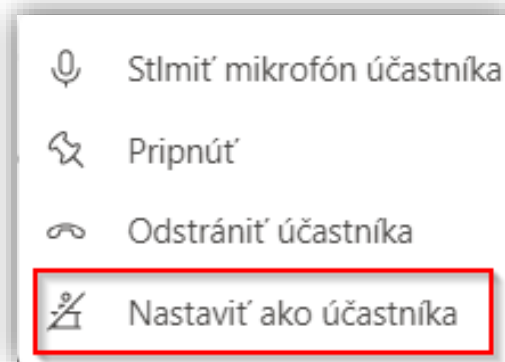 Stlmiť mikrofón účastníka
Pripnúť
Odstrániť účastníka
Nastaviť ako účastníka